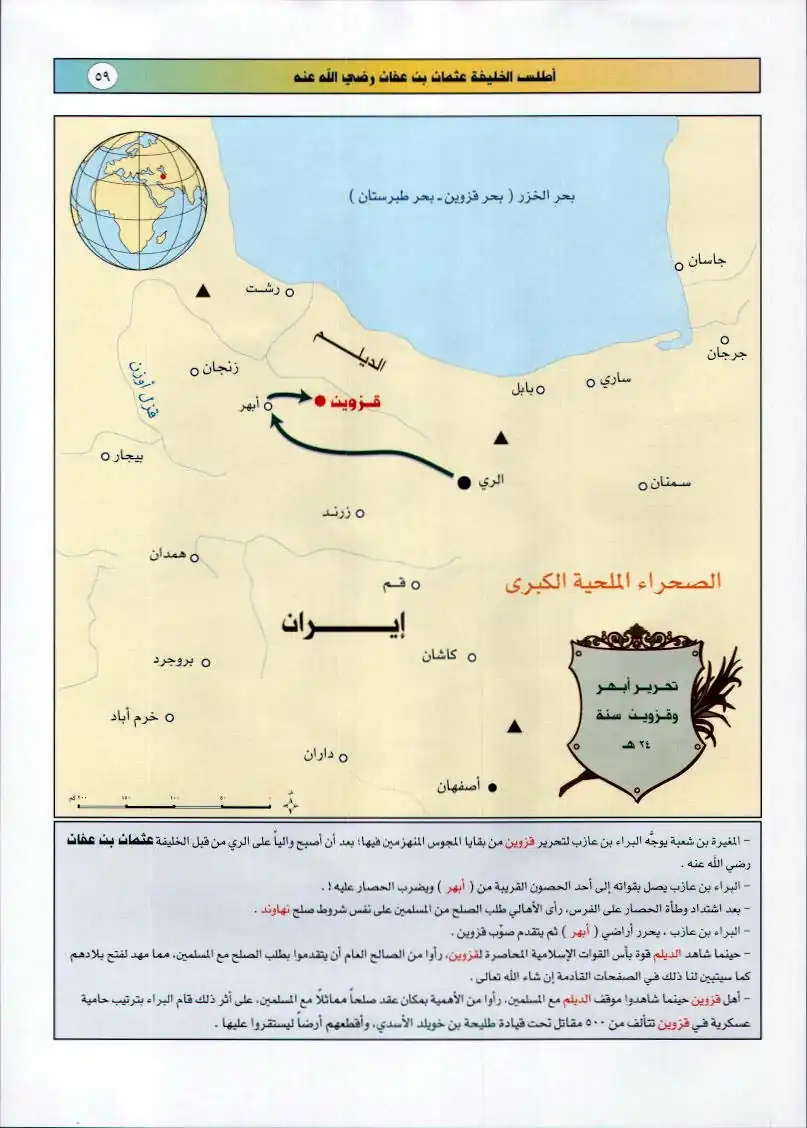 أطلس الخليفة عثمان بن عفان رضي الله عنه
٥٩
بحر الخزر ( بحر قزوين - بحر طبرستان )
جاسان
رشت
الديلم
جرجان
زنجان
قزل أوزن
ساري
بابل
قزوين
أبهر
بيجار
الري
سمنان
زرند
همدان
الصحراء الملحية الكبرى
قم
إيران
كاشان
بروجرد
تحرير أبهر
وقزوين سنة
٢٤ هـ
خرم أباد
داران
أصفهان
٢٠٠ كم ١٥٠ ١٠٠ ٥٠ ٠
– المغيرة بن شعبة يوجَّه البراء بن عازب لتحرير قزوين من بقايا المجوس المنهزمين فيها؛ بعد أن أصبح والياً على الري من قبل الخليفة عثمان بن عفان
رضي الله عنه .
– البراء بن عازب يصل بقواته إلى أحد الحصون القريبة من ( أبهر ) ويضرب الحصار عليه ! .
– بعد اشتداد وطأة الحصار على الفرس، رأى الأهالي طلب الصلح من المسلمين على نفس شروط صلح نهاوند .
– البراء بن عازب ، يحرر أراضي ( أبهر ) ثم يتقدم صوْب قزوين .
– حينما شاهد الديلم قوة بأس القوات الإسلامية المحاصرة لقزوين، رأوا من الصالح العام أن يتقدموا بطلب الصلح مع المسلمين، مما مهد لفتح بلادهم
كما سيتبين لنا ذلك في الصفحات القادمة إن شاء الله تعالى .
– أهل قزوين حينما شاهدوا موقف الديلم مع المسلمين، رأوا من الأهمية بمكان عقد صلحاً مماثلاً مع المسلمين، على أثر ذلك قام البراء بترتيب حامية
عسكرية في قزوين تتألف من ٥٠٠ مقاتل تحت قيادة طليحة بن خويلد الأسدي، وأقطعهم أرضاً ليستقروا عليها .